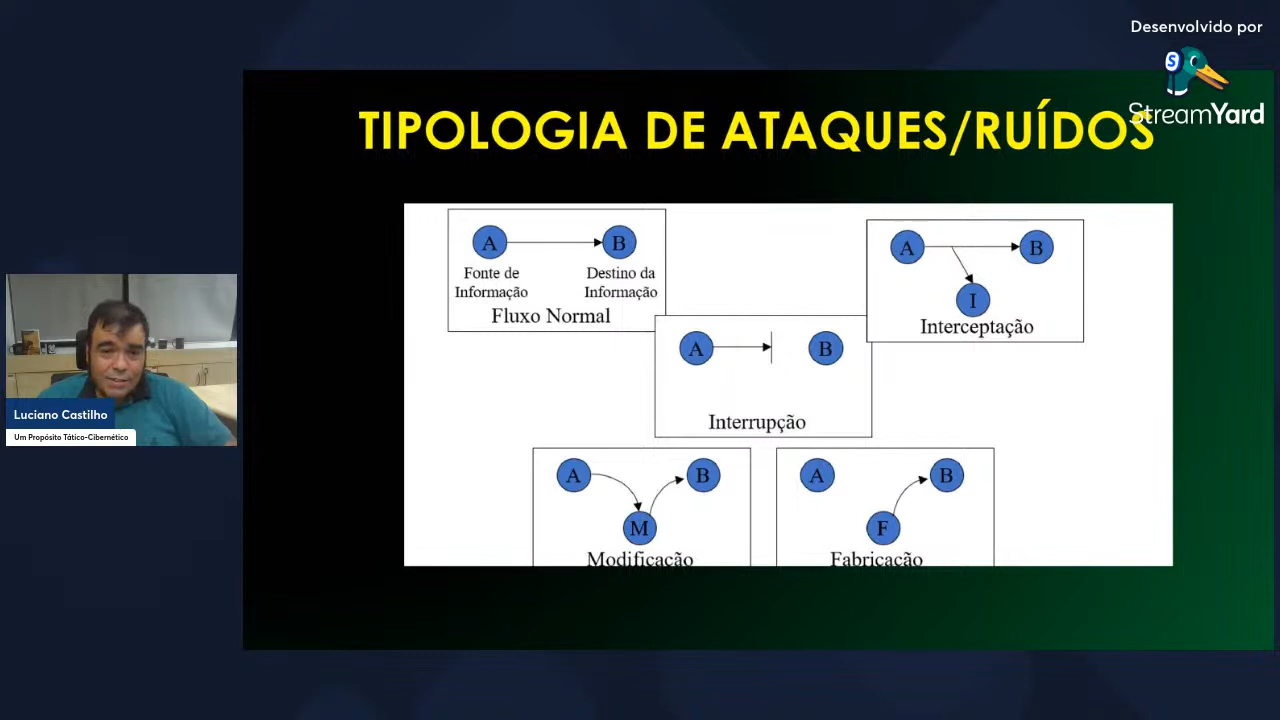 Desenvolvido por
S
StreamYard
TIPOLOGIA DE ATAQUES/RUÍDOS
A
B
Fonte de
Informação
Destino da
Informação
Fluxo Normal
A
B
I
Interceptação
A
B
Interrupção
A
B
M
Modificação
A
B
F
Fabricação
Luciano Castilho
Um Propósito Tático-Cibernético